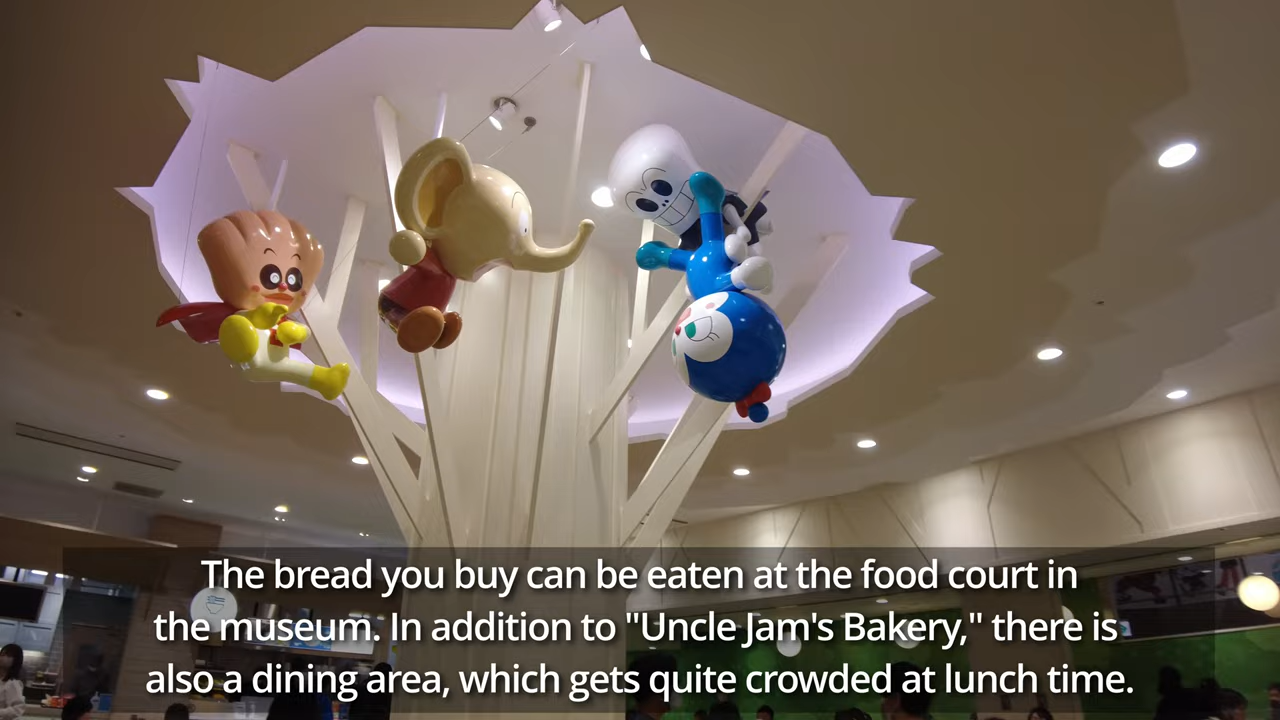 The bread you buy can be eaten at the food court in
the museum. In addition to "Uncle Jam's Bakery," there is
also a dining area, which gets quite crowded at lunch time.